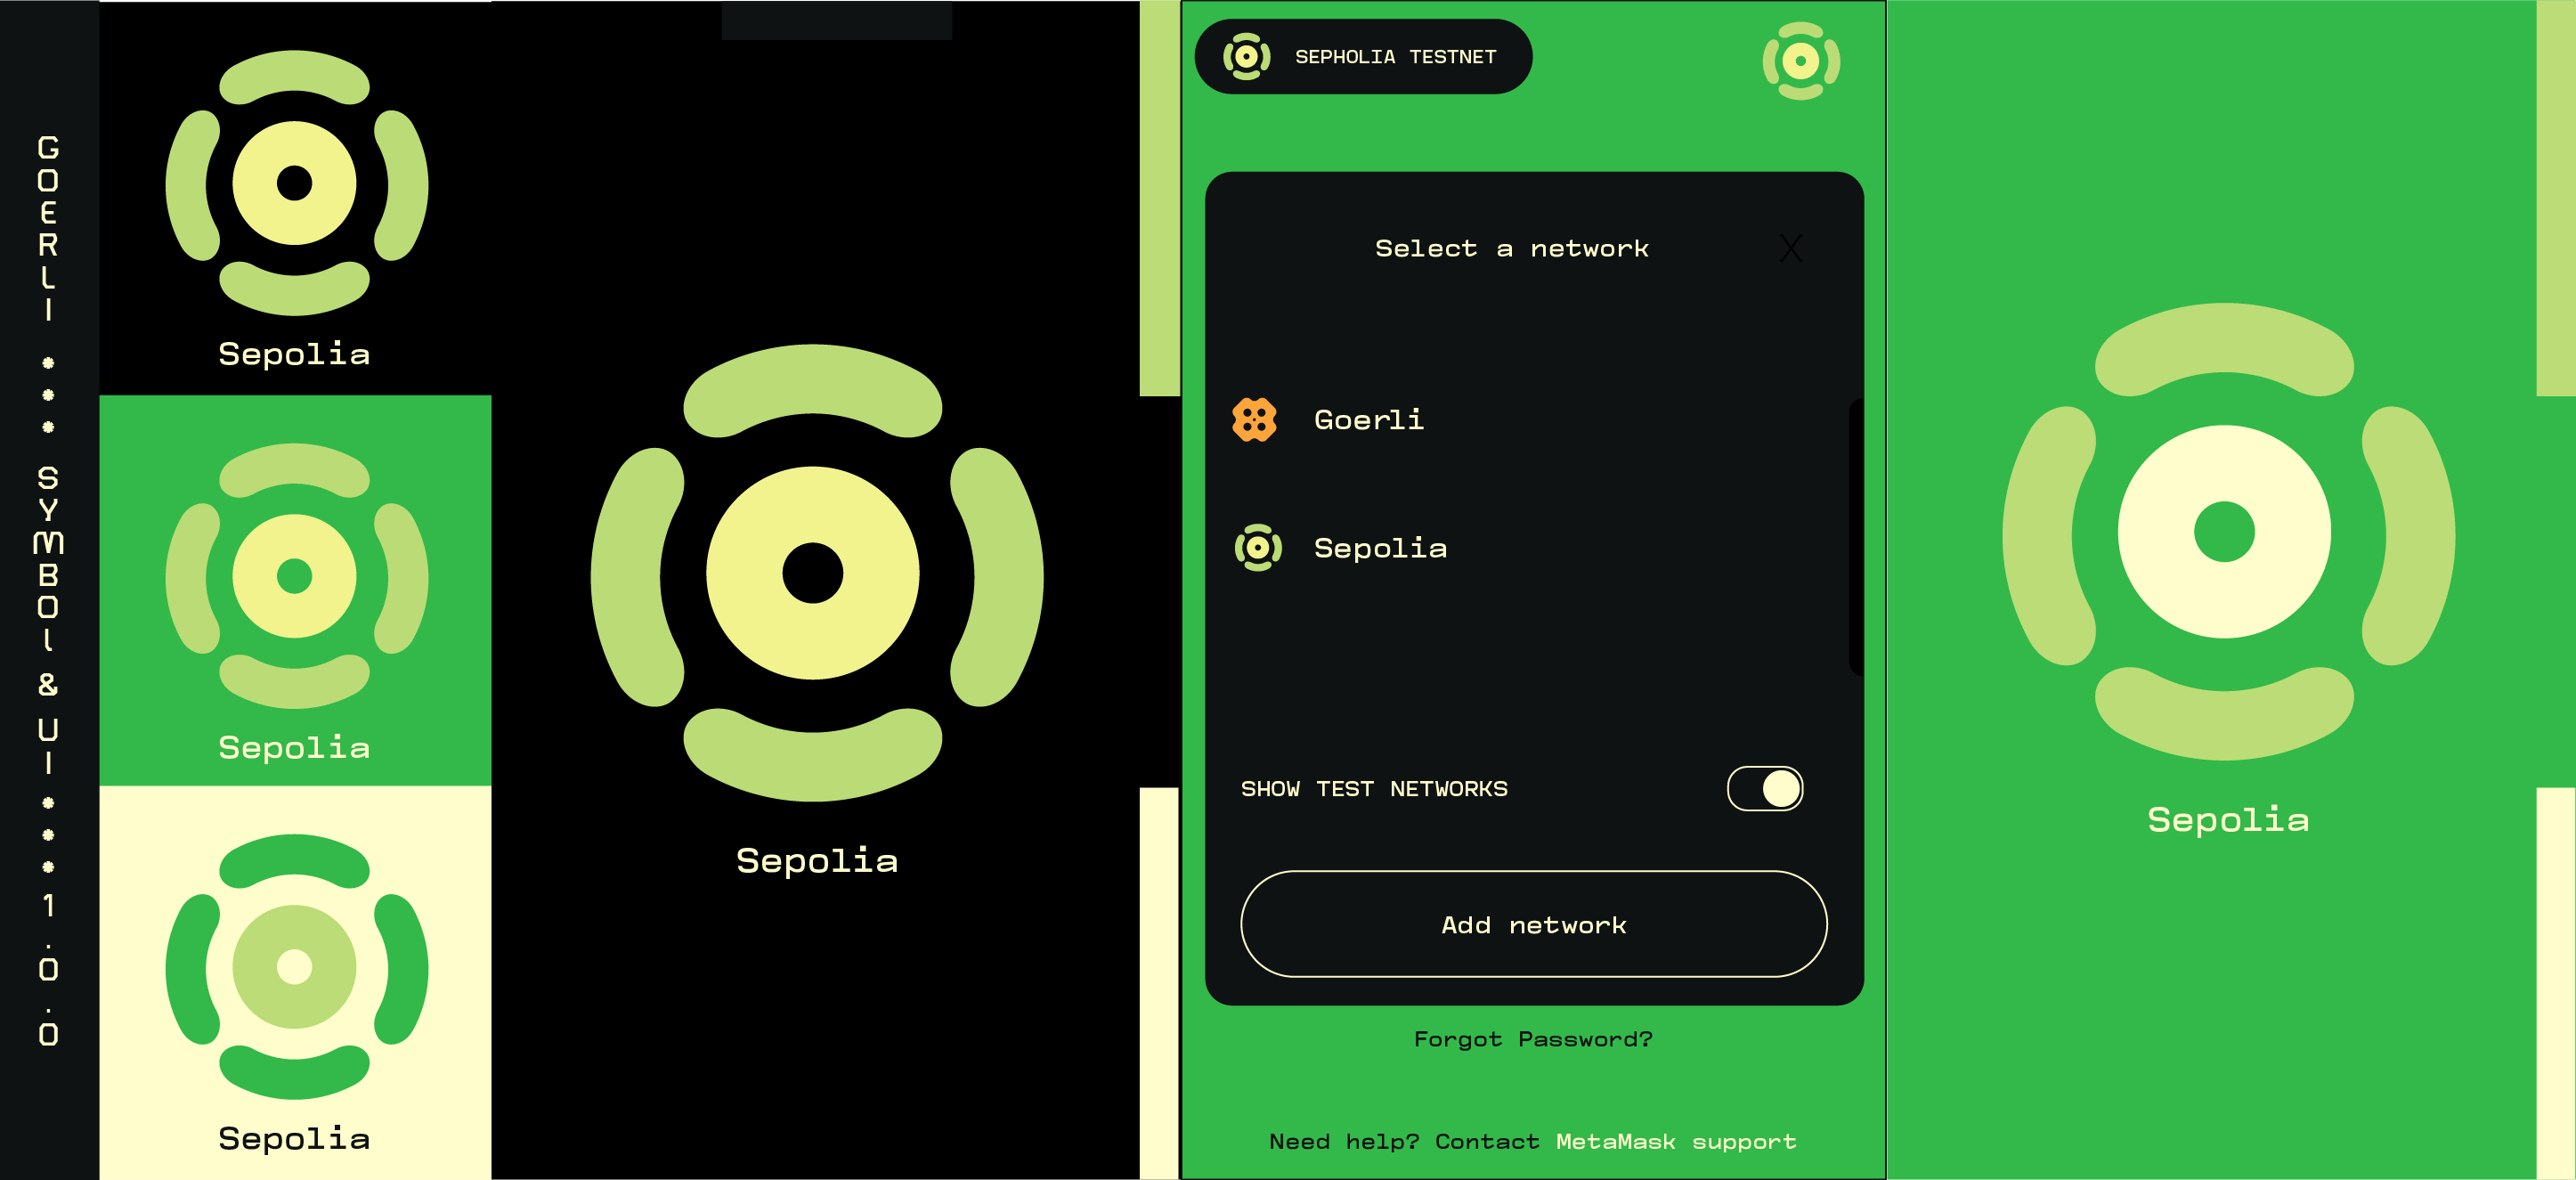 GOERLI *** SYMBOl & UI ***1.0.0
Sepolia
Sepolia
Sepolia
Sepolia
SEPHOLIA TESTNET
Select a network X
Goerli
Sepolia
SHOW TEST NETWORKS
Add network
Forgot Password?
Need help? Contact MetaMask support
Sepolia